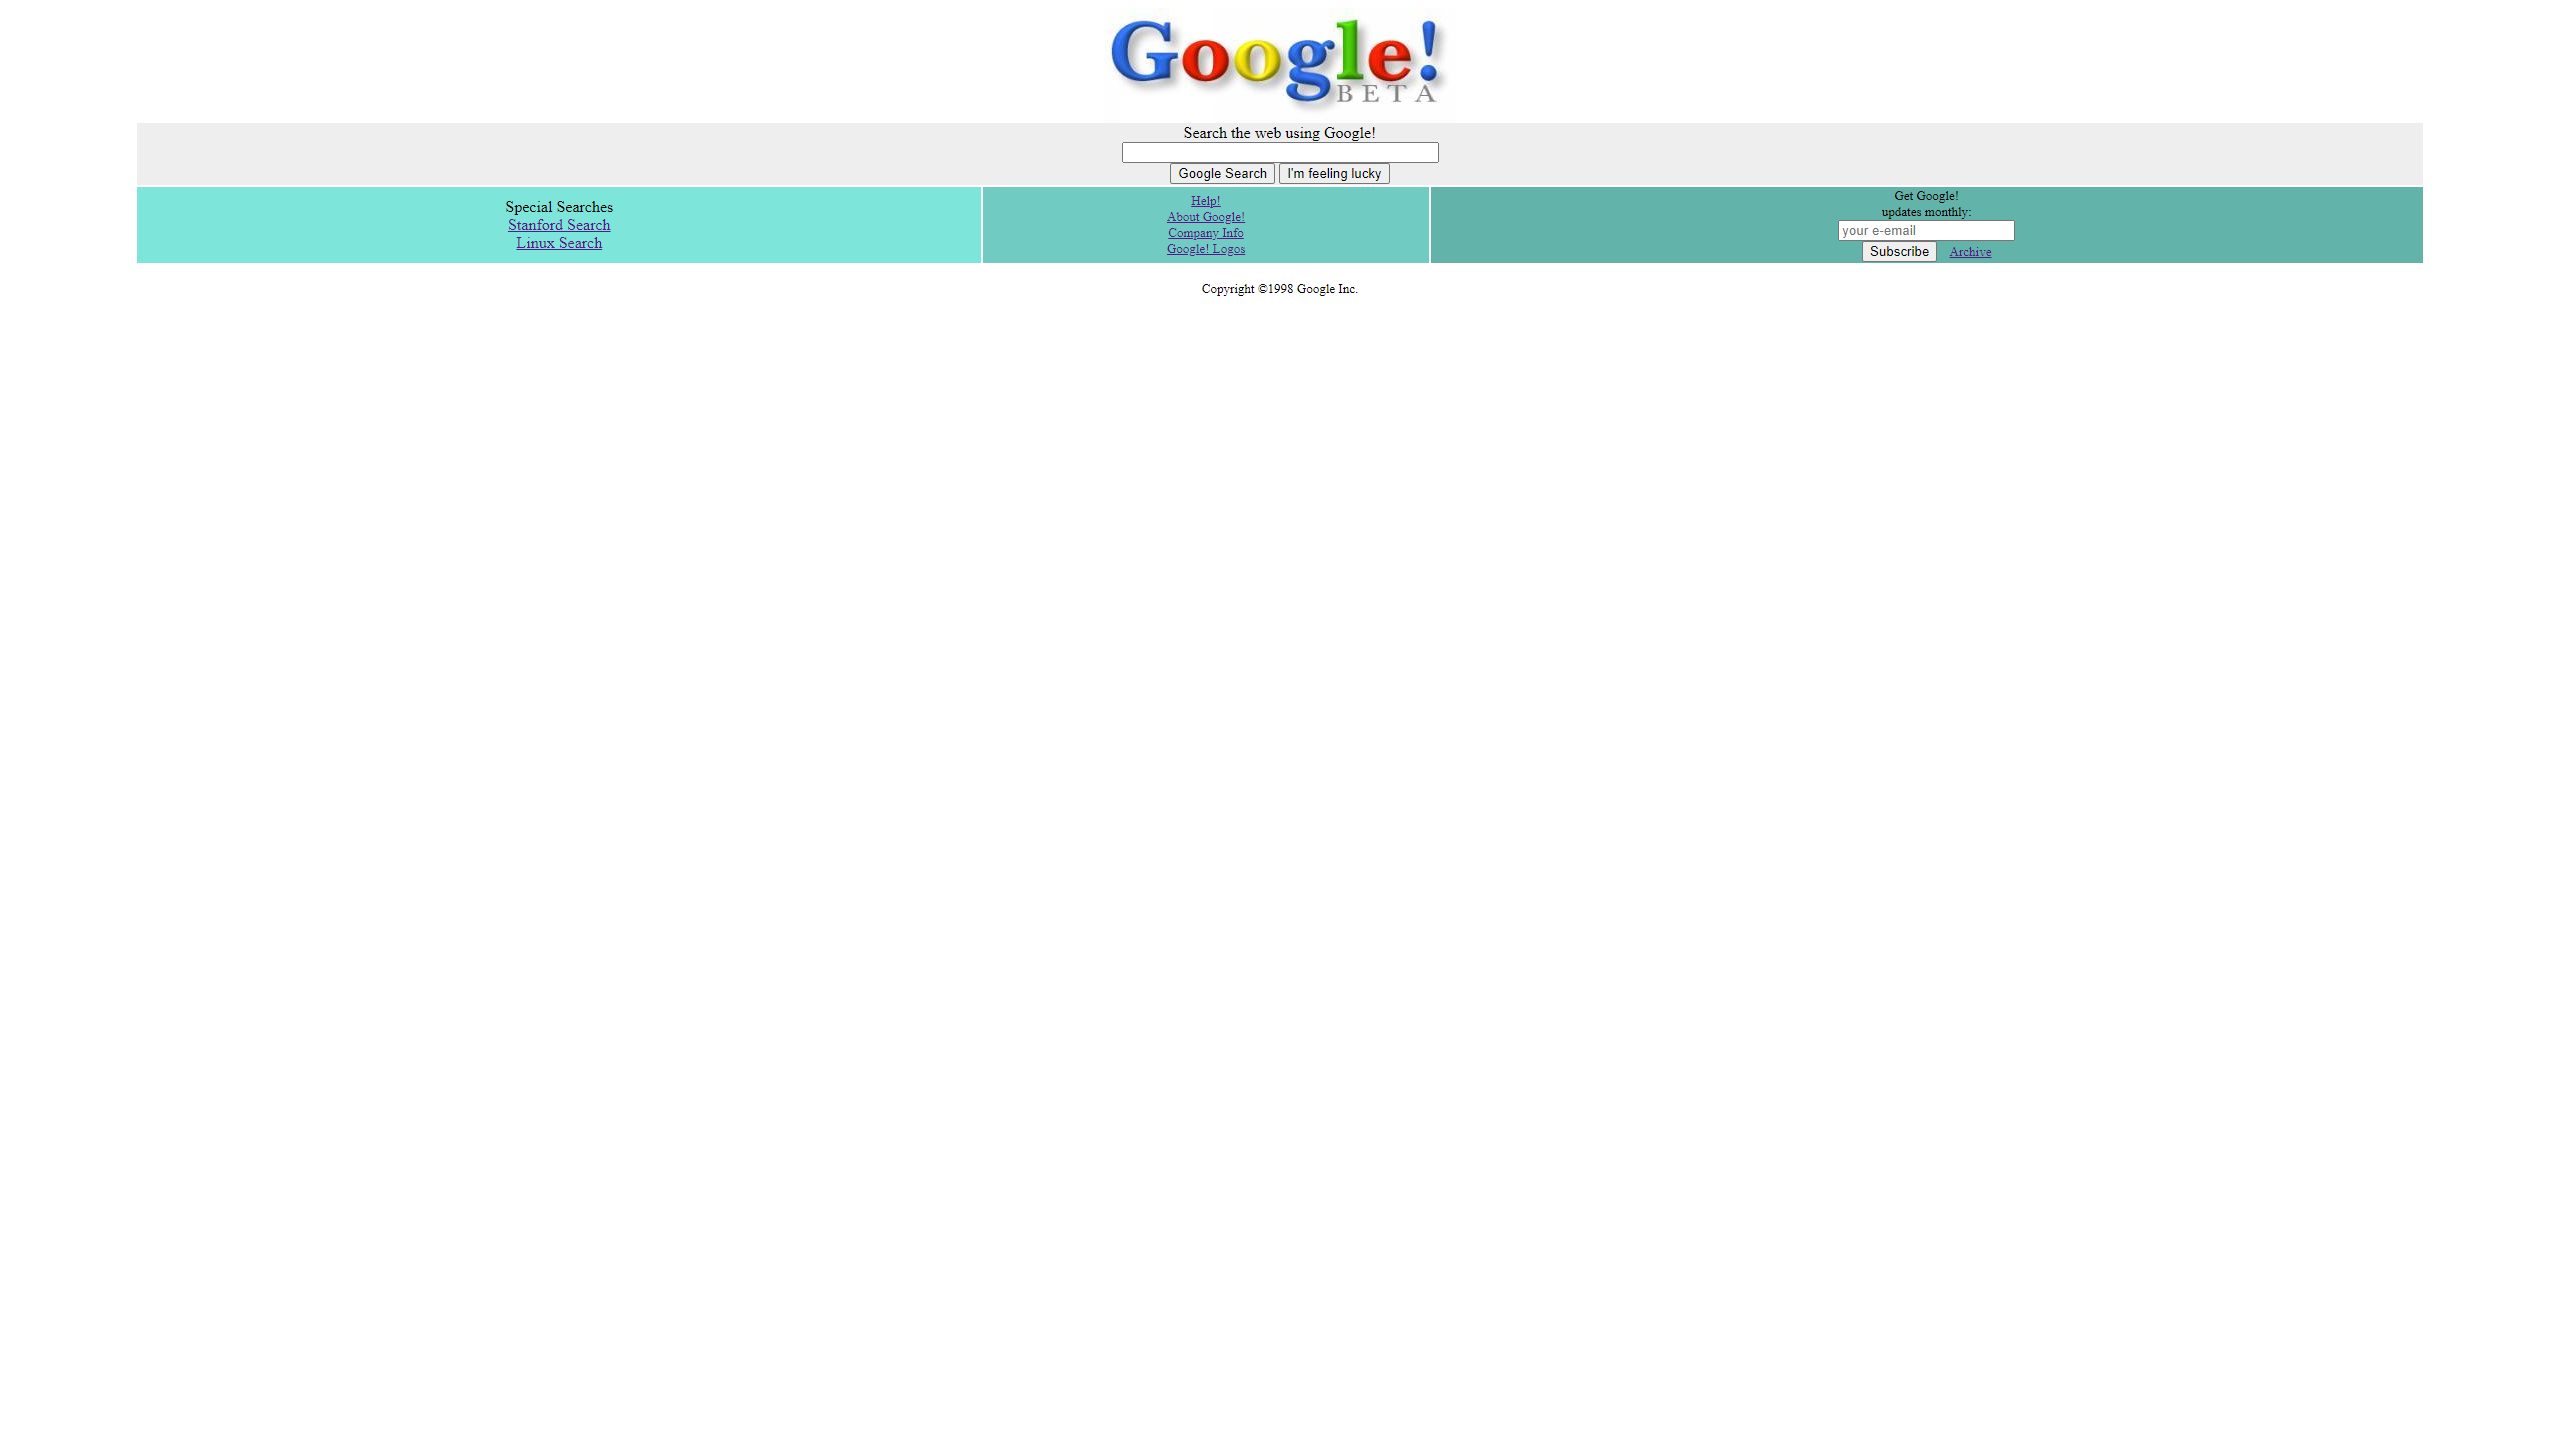 Google!
BETA
Search the web using Google!
Google Search I'm feeling lucky
Special Searches
Stanford Search
Linux Search
Help!
About Google!
Company Info
Google! Logos
Get Google!
updates monthly:
your e-email
Subscribe Archive
Copyright ©1998 Google Inc.